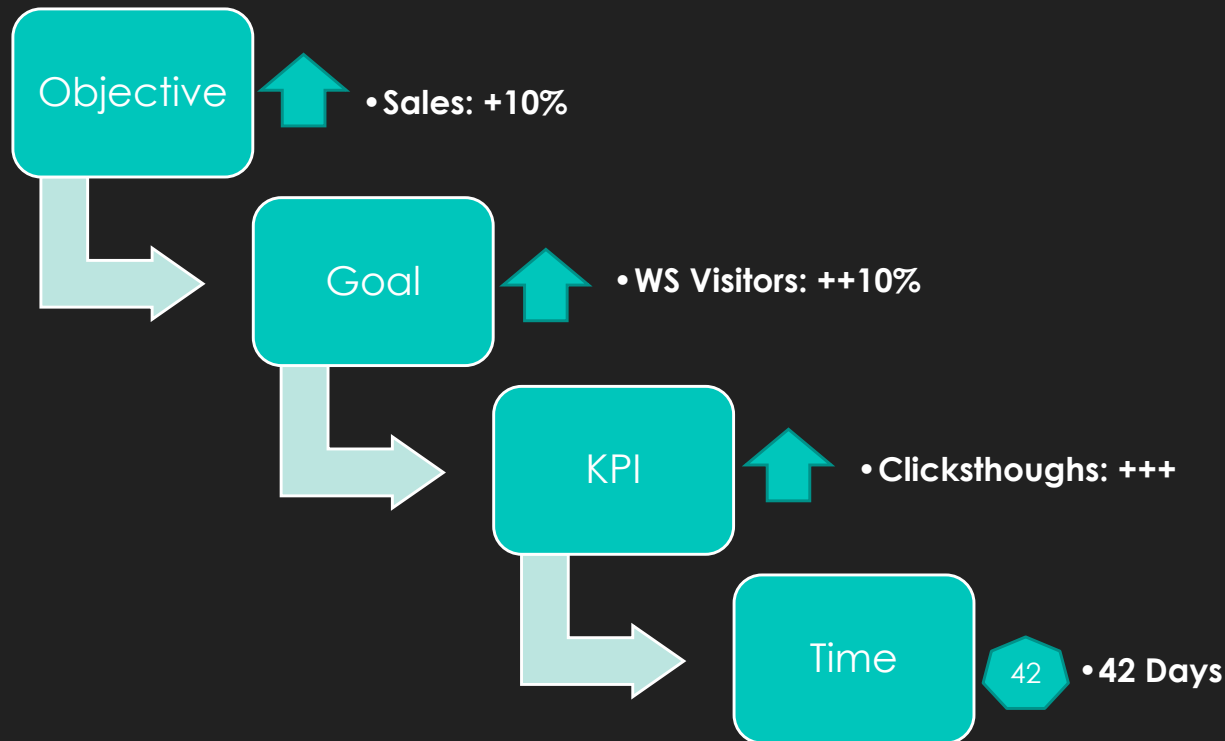 Objective
•Sales: +10%
Goal
•WS Visitors: ++10%
KPI
•Clicksthoughs: +++
Time
42
•42 Days